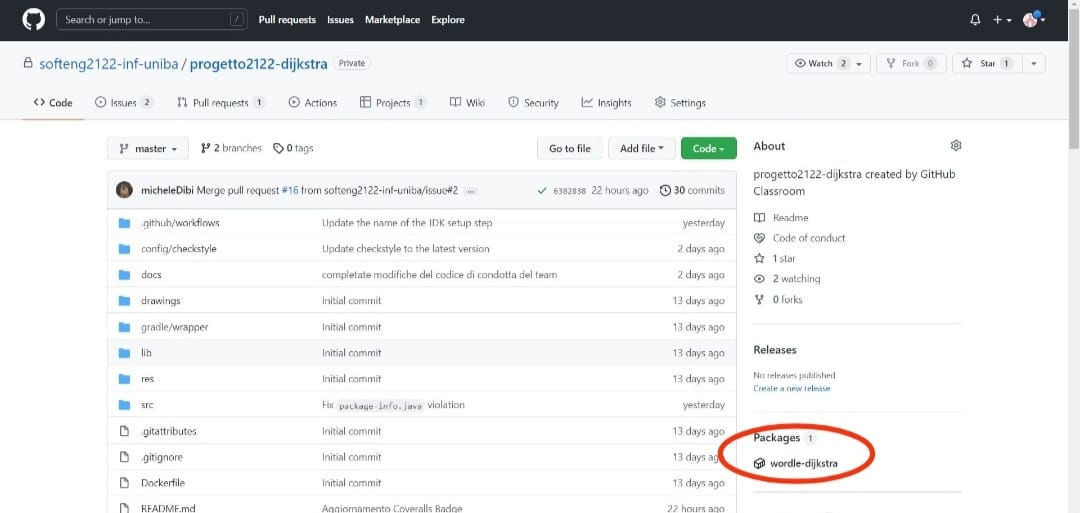 Search or jump to... /
Pull requests Issues Marketplace Explore
softeng2122-inf-uniba / progetto2122-dijkstra Private
Watch 2 Fork 0 Star 1
Code Issues 2 Pull requests 1 Actions Projects 1 Wiki Security Insights Settings
master 2 branches 0 tags Go to file Add file Code
micheleDibi Merge pull request #16 from softeng2122-inf-uniba/issue#2 ... 6382838 22 hours ago 30 commits
.github/workflows Update the name of the JDK setup step yesterday
config/checkstyle Update checkstyle to the latest version 2 days ago
docs completate modifiche del codice di condotta del team 2 days ago
drawings Initial commit 13 days ago
gradle/wrapper Initial commit 13 days ago
lib Initial commit 13 days ago
res Initial commit 13 days ago
src Fix package-info.java violation yesterday
.gitattributes Initial commit 13 days ago
.gitignore Initial commit 13 days ago
Dockerfile Initial commit 13 days ago
README.md Aggiornamento Coveralls Badge 22 hours ago
About
progetto2122-dijkstra created by GitHub
Classroom
Readme
Code of conduct
1 star
2 watching
0 forks
Releases
No releases published
Create a new release
Packages 1
wordle-dijkstra